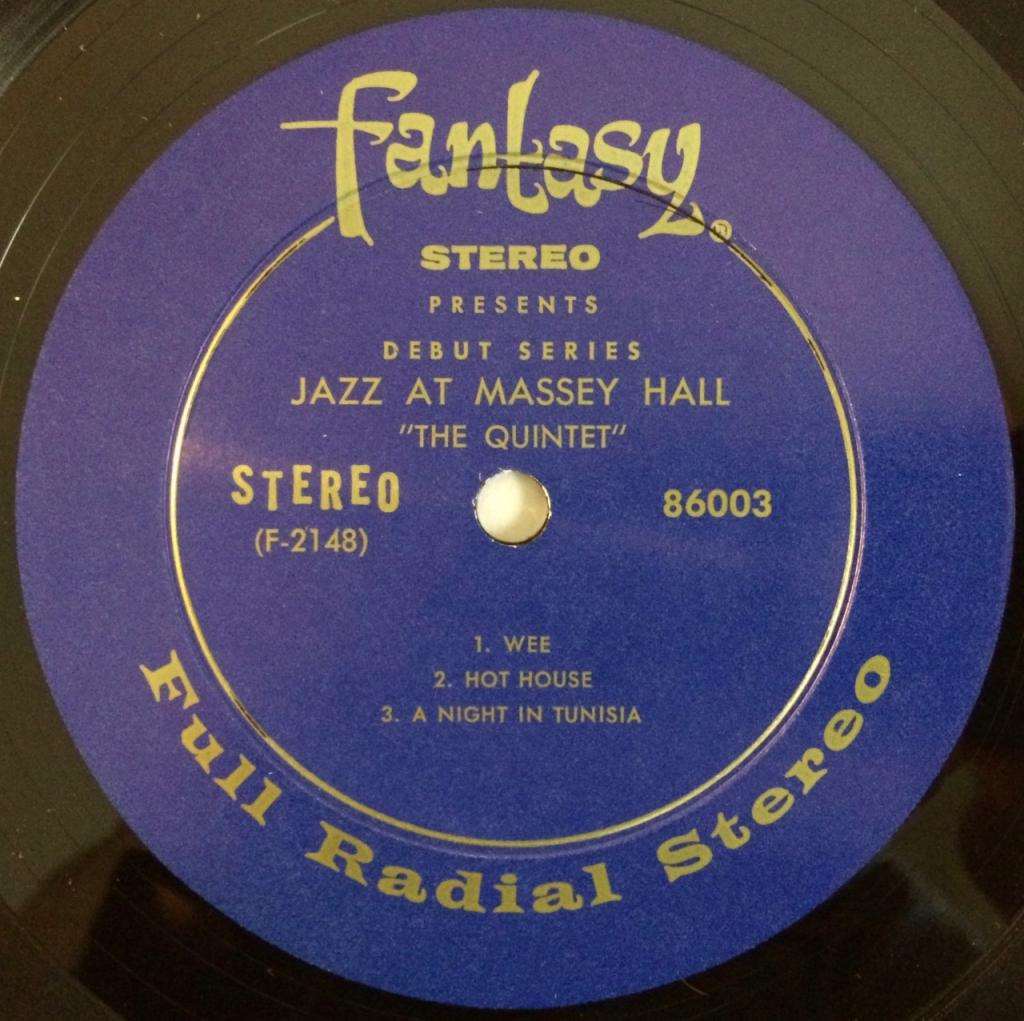 fantasy®
STEREO
PRESENTS
DEBUT SERIES
JAZZ AT MASSEY HALL
"THE QUINTET"
STEREO
86003
(F-2148)
1. WEE
2. HOT HOUSE
3. A NIGHT IN TUNISIA
Full Radial Stereo